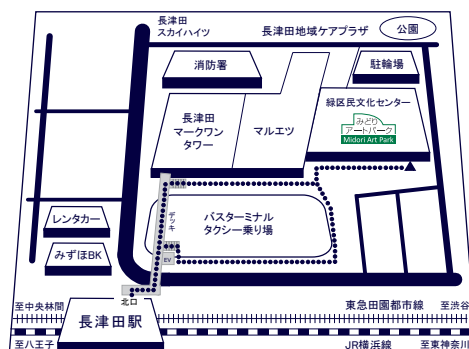 長津田
スカイハイツ
長津田地域ケアプラザ
公園
消防署
駐輪場
長津田
マークワン
タワー
マルエツ
緑区民文化センター
みどり
アートパーク
Midori Art Park
デッキ
バスターミナル
タクシー乗り場
レンタカー
みずほBK
EV
北口
長津田駅
至中央林間
東急田園都市線
至渋谷
至八王子
JR横浜線
至東神奈川